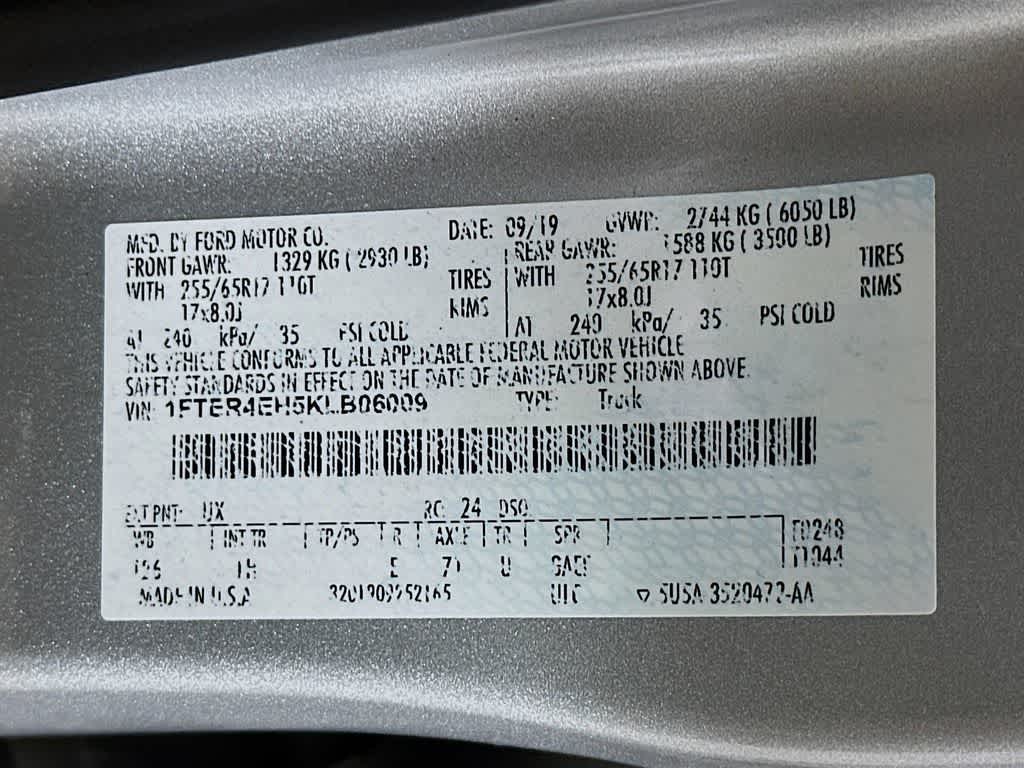 MFD. BY FORD MOTOR CO. DATE: 09/19 GVWR: 2744 KG ( 6050 LB)
FRONT GAWR: 1329 KG ( 2930 LB) REAR GAWR: 1588 KG ( 3500 LB)
WITH 255/65R17 110T TIRES WITH 255/65R17 110T TIRES
17x8.0J RIMS 17x8.0J RIMS
AT 240 kPa/ 35 PSI COLD AT 240 kPa/ 35 PSI COLD
THIS VEHICLE CONFORMS TO ALL APPLICABLE FEDERAL MOTOR VEHICLE
SAFETY STANDARDS IN EFFECT ON THE DATE OF MANUFACTURE SHOWN ABOVE.
VIN: 1FTER4EH5KLB06009 TYPE: Truck
EXT PNT: UX RC: 24 DSO:
WB INT TR TP/PS R AXLE TR SPR T0248
126 E U T1044
MADE IN U.S.A ULC 5U5A 3520472-AA